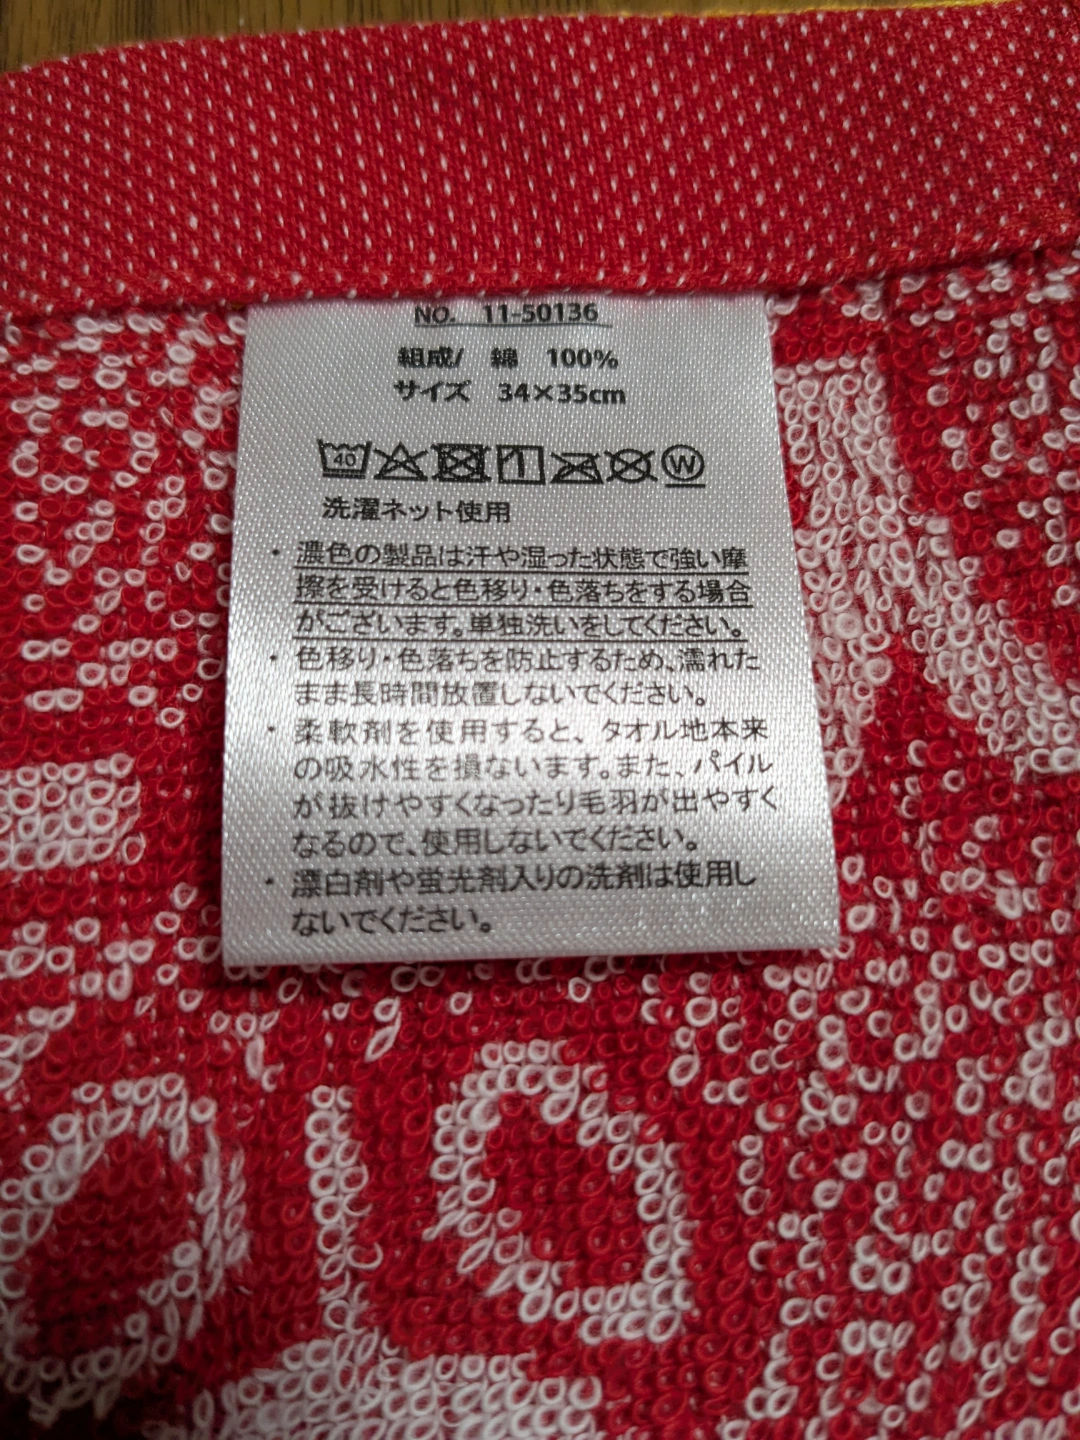 NO. 11-50136
組成/ 綿 100%
サイズ 34×35cm
40 W
洗濯ネット使用
・濃色の製品は汗や湿った状態で強い摩
擦を受けると色移り・色落ちをする場合
がございます。単独洗いをしてください。
・色移り・色落ちを防止するため、濡れた
まま長時間放置しないでください。
・柔軟剤を使用すると、タオル地本来
の吸水性を損ないます。また、パイル
が抜けやすくなったり毛羽が出やすく
なるので、使用しないでください。
・漂白剤や蛍光剤入りの洗剤は使用し
ないでください。